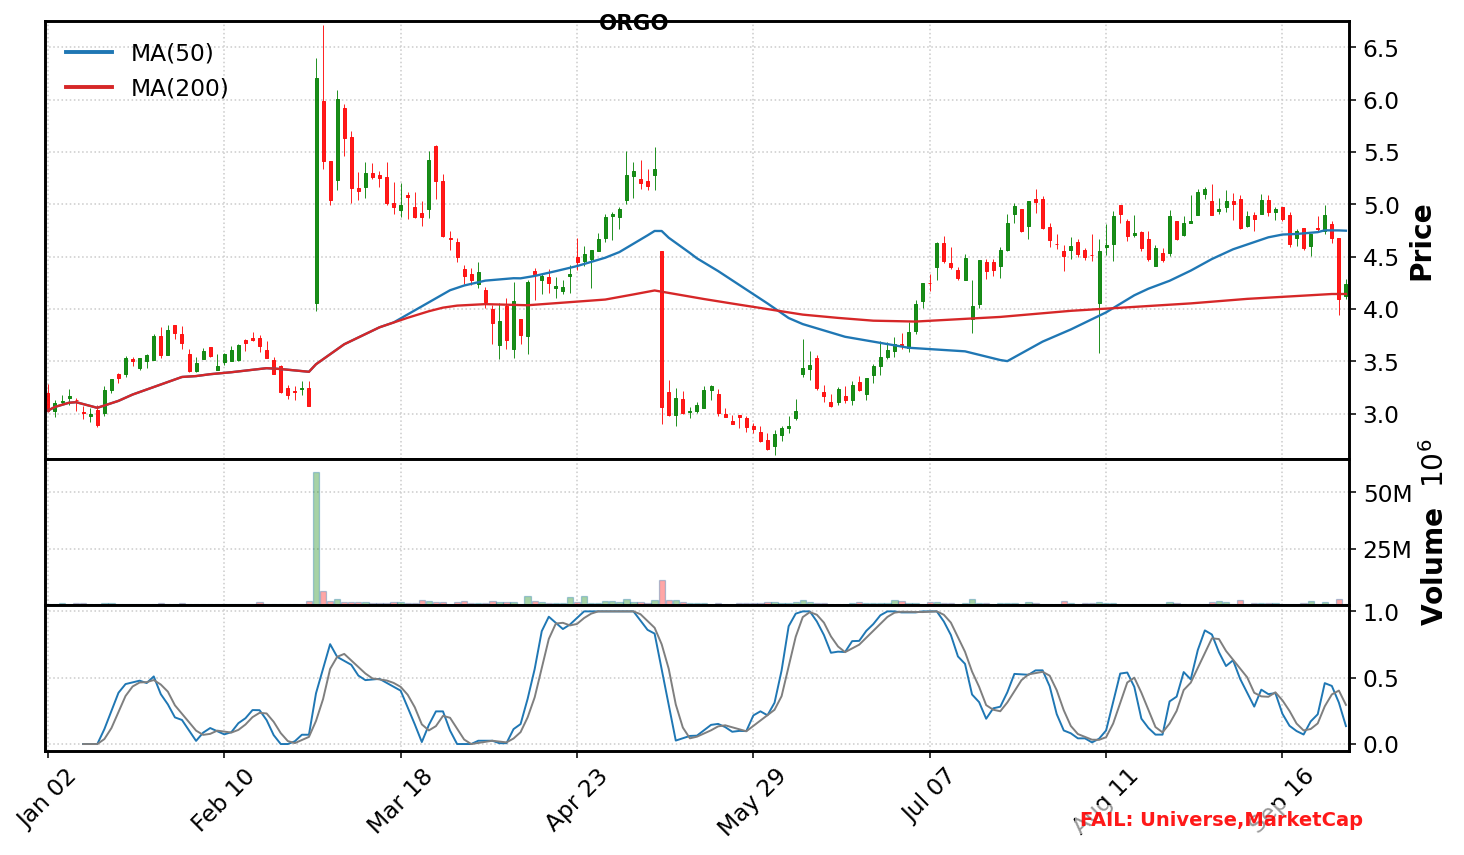 ORGO
MA(50)
MA(200)
6.5
6.0
5.5
5.0
4.5
4.0
3.5
3.0
Price
50M
25M
Volume 10^6
1.0
0.5
0.0
Jan 02
Feb 10
Mar 18
Apr 23
May 29
Jul 07
Aug 11
Sep 16
FAIL: Universe,MarketCap